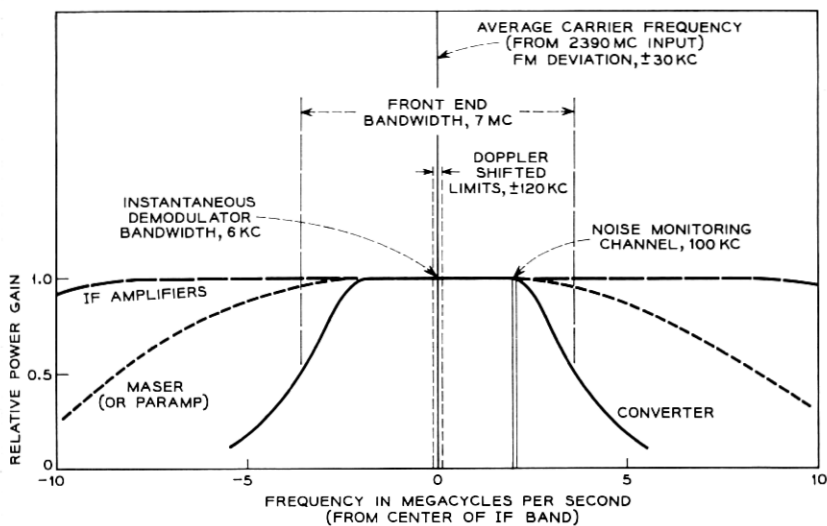 AVERAGE CARRIER FREQUENCY
(FROM 2390 MC INPUT)
FM DEVIATION, ±30 KC
FRONT END
BANDWIDTH, 7 MC
DOPPLER
SHIFTED
LIMITS, ±120 KC
INSTANTANEOUS
DEMODULATOR
BANDWIDTH, 6 KC
NOISE MONITORING
CHANNEL, 100 KC
1.0
IF AMPLIFIERS
0.5
MASER
(OR PARAMP)
CONVERTER
0
RELATIVE POWER GAIN
-10
-5
0
5
10
FREQUENCY IN MEGACYCLES PER SECOND
(FROM CENTER OF IF BAND)